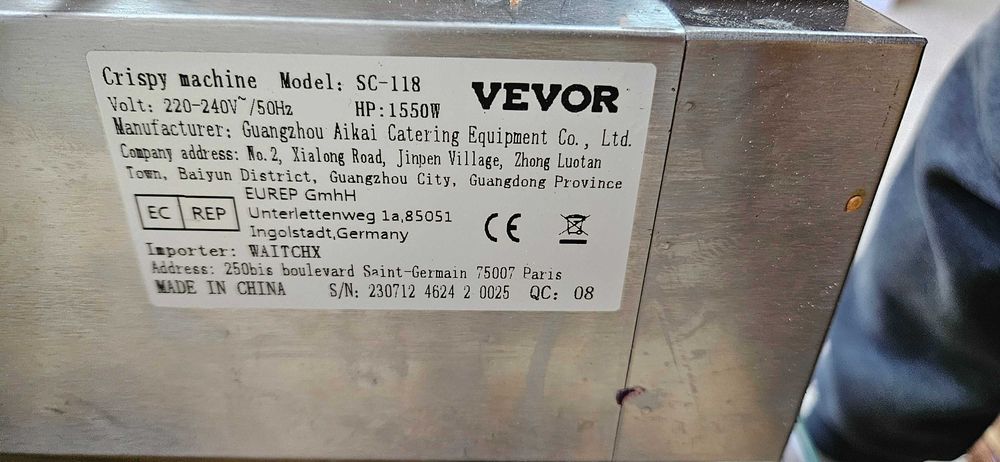 Crispy machine Model: SC-118
VEVOR
Volt: 220-240V~/50Hz HP:1550W
Manufacturer: Guangzhou Aikai Catering Equipment Co., Ltd.
Company address: No.2, Xialong Road, Jinpen Village, Zhong Luotan
Town, Baiyun District, Guangzhou City, Guangdong Province
EC REP
EUREP GmhH
Unterlettenweg 1a,85051
Ingolstadt,Germany
CE
Importer: WAITCHX
Address: 250bis boulevard Saint-Germain 75007 Paris
MADE IN CHINA S/N: 230712 4624 2 0025 QC: 08